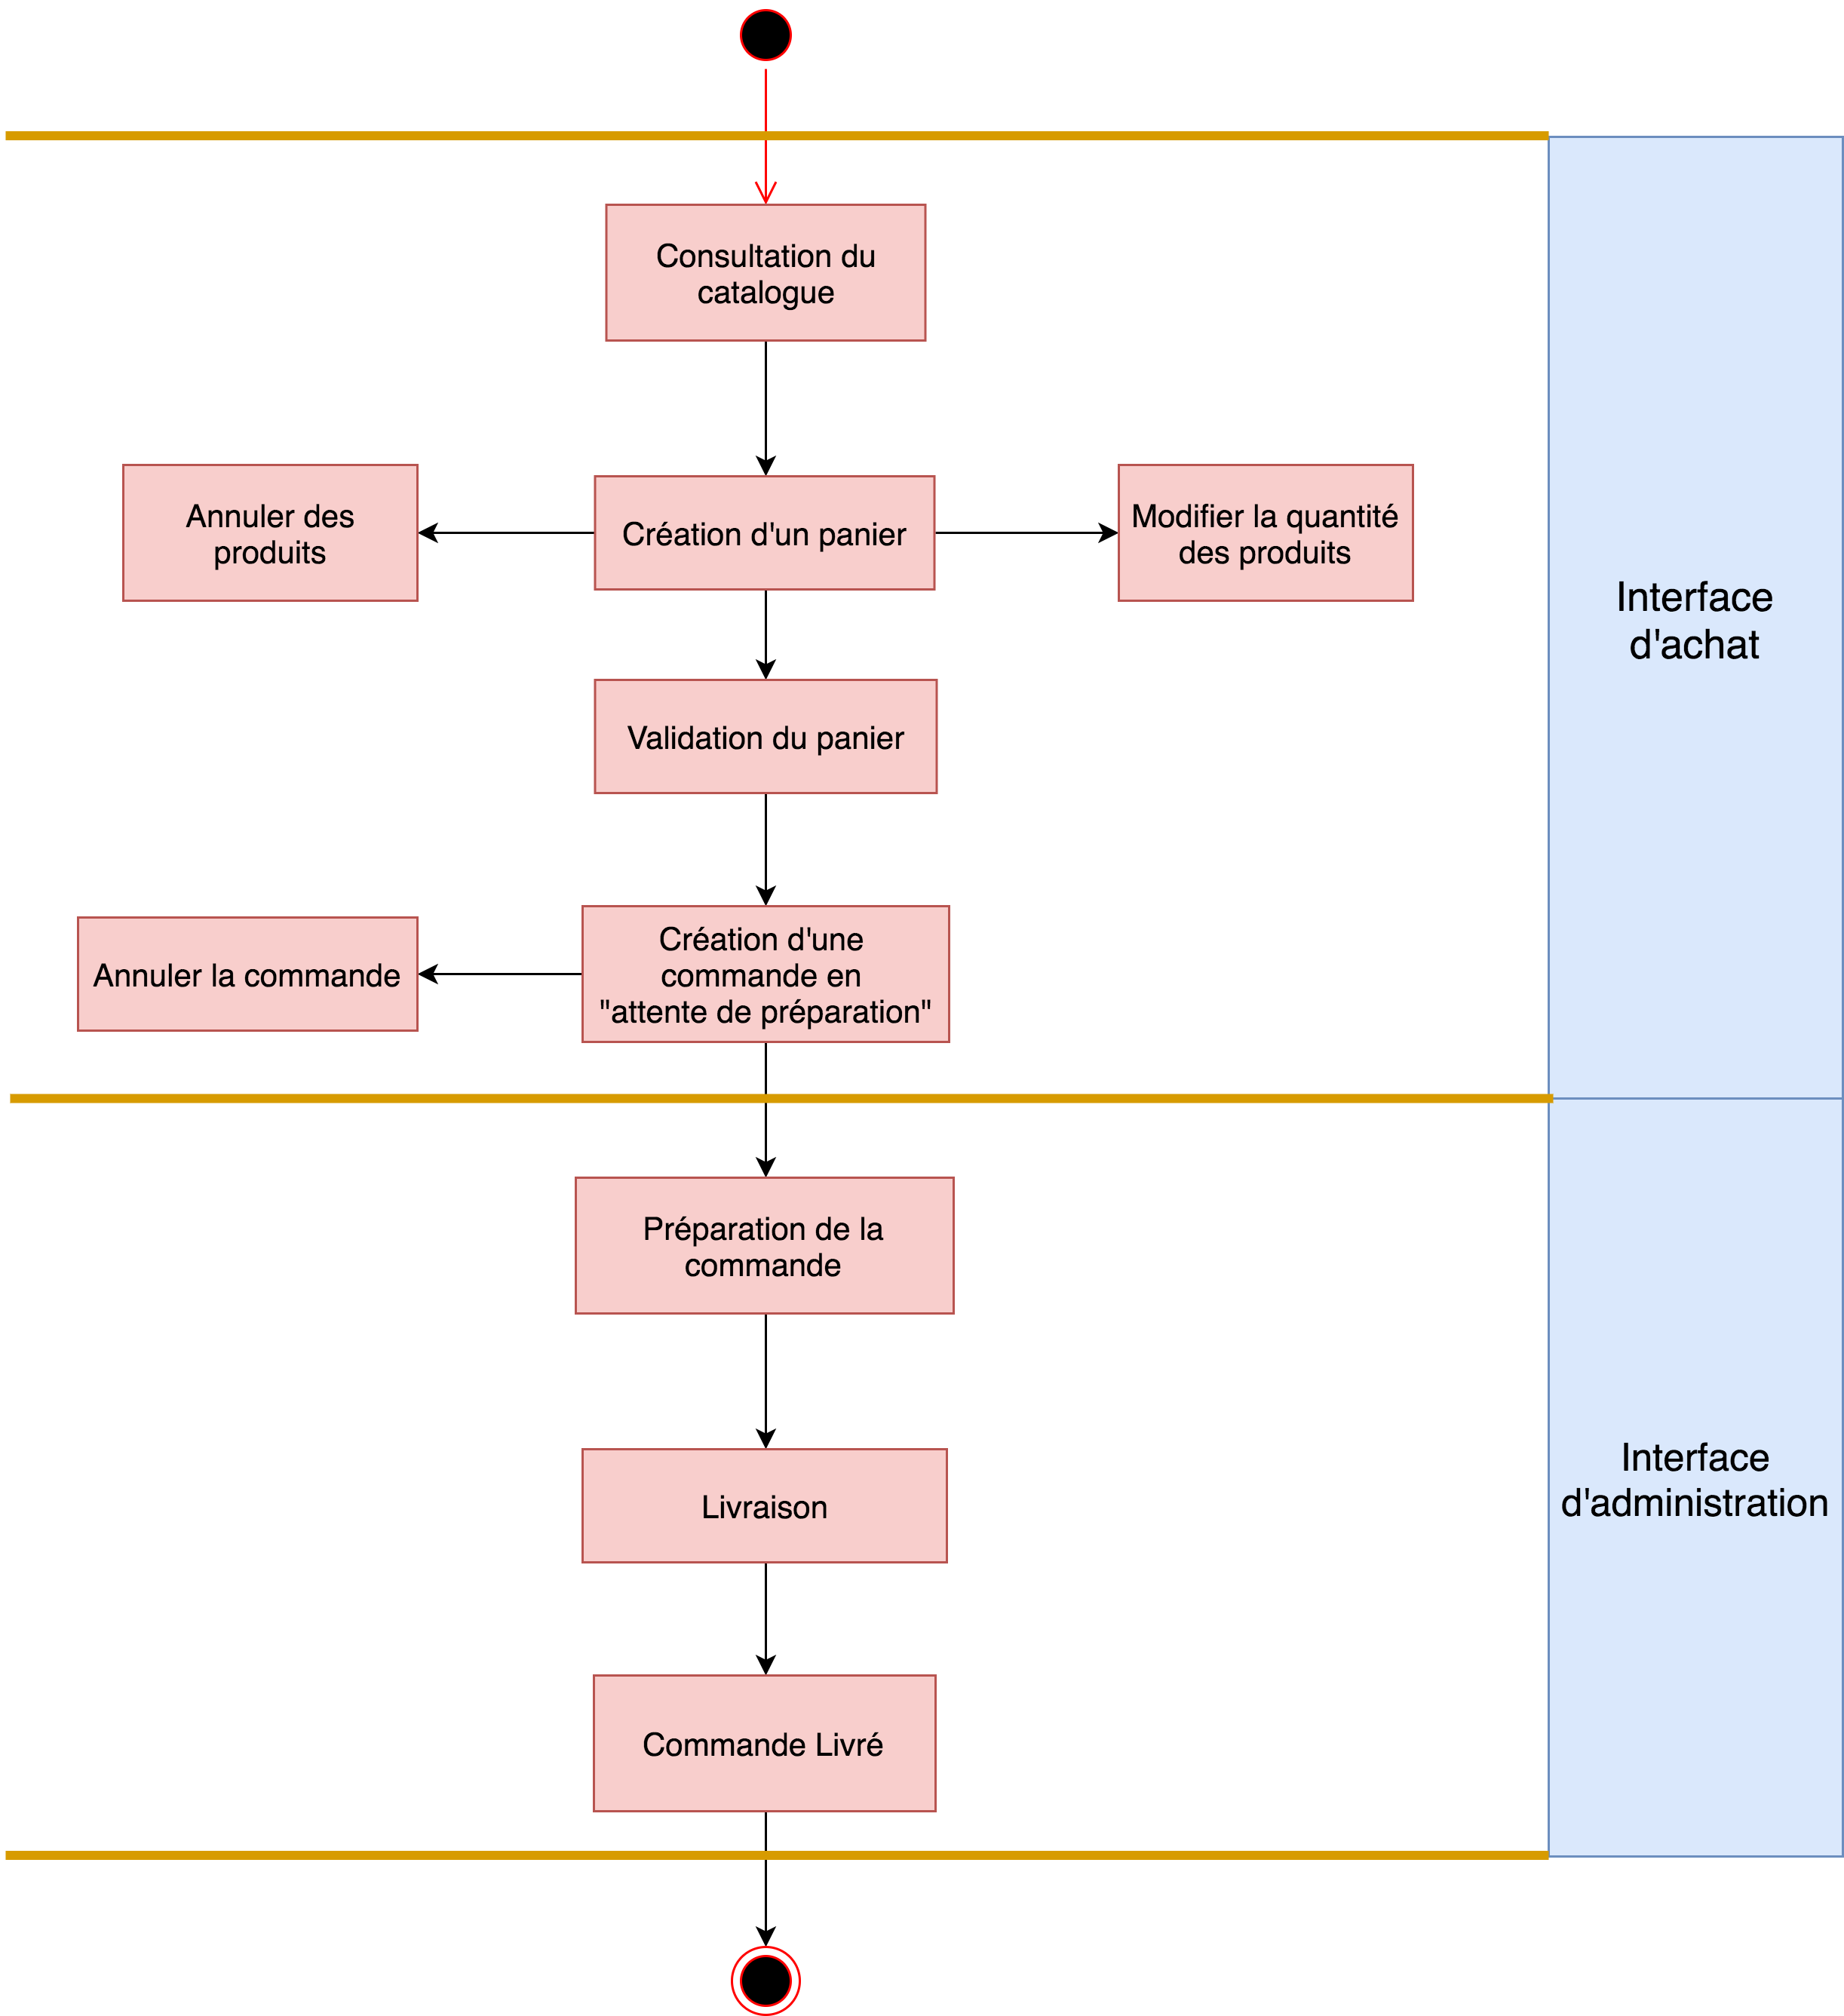 Consultation du
catalogue
Annuler des
produits
Création d'un panier
Modifier la quantité
des produits
Interface
d'achat
Validation du panier
Annuler la commande
Création d'une
commande en
"attente de préparation"
Préparation de la
commande
Interface
d'administration
Livraison
Commande Livré